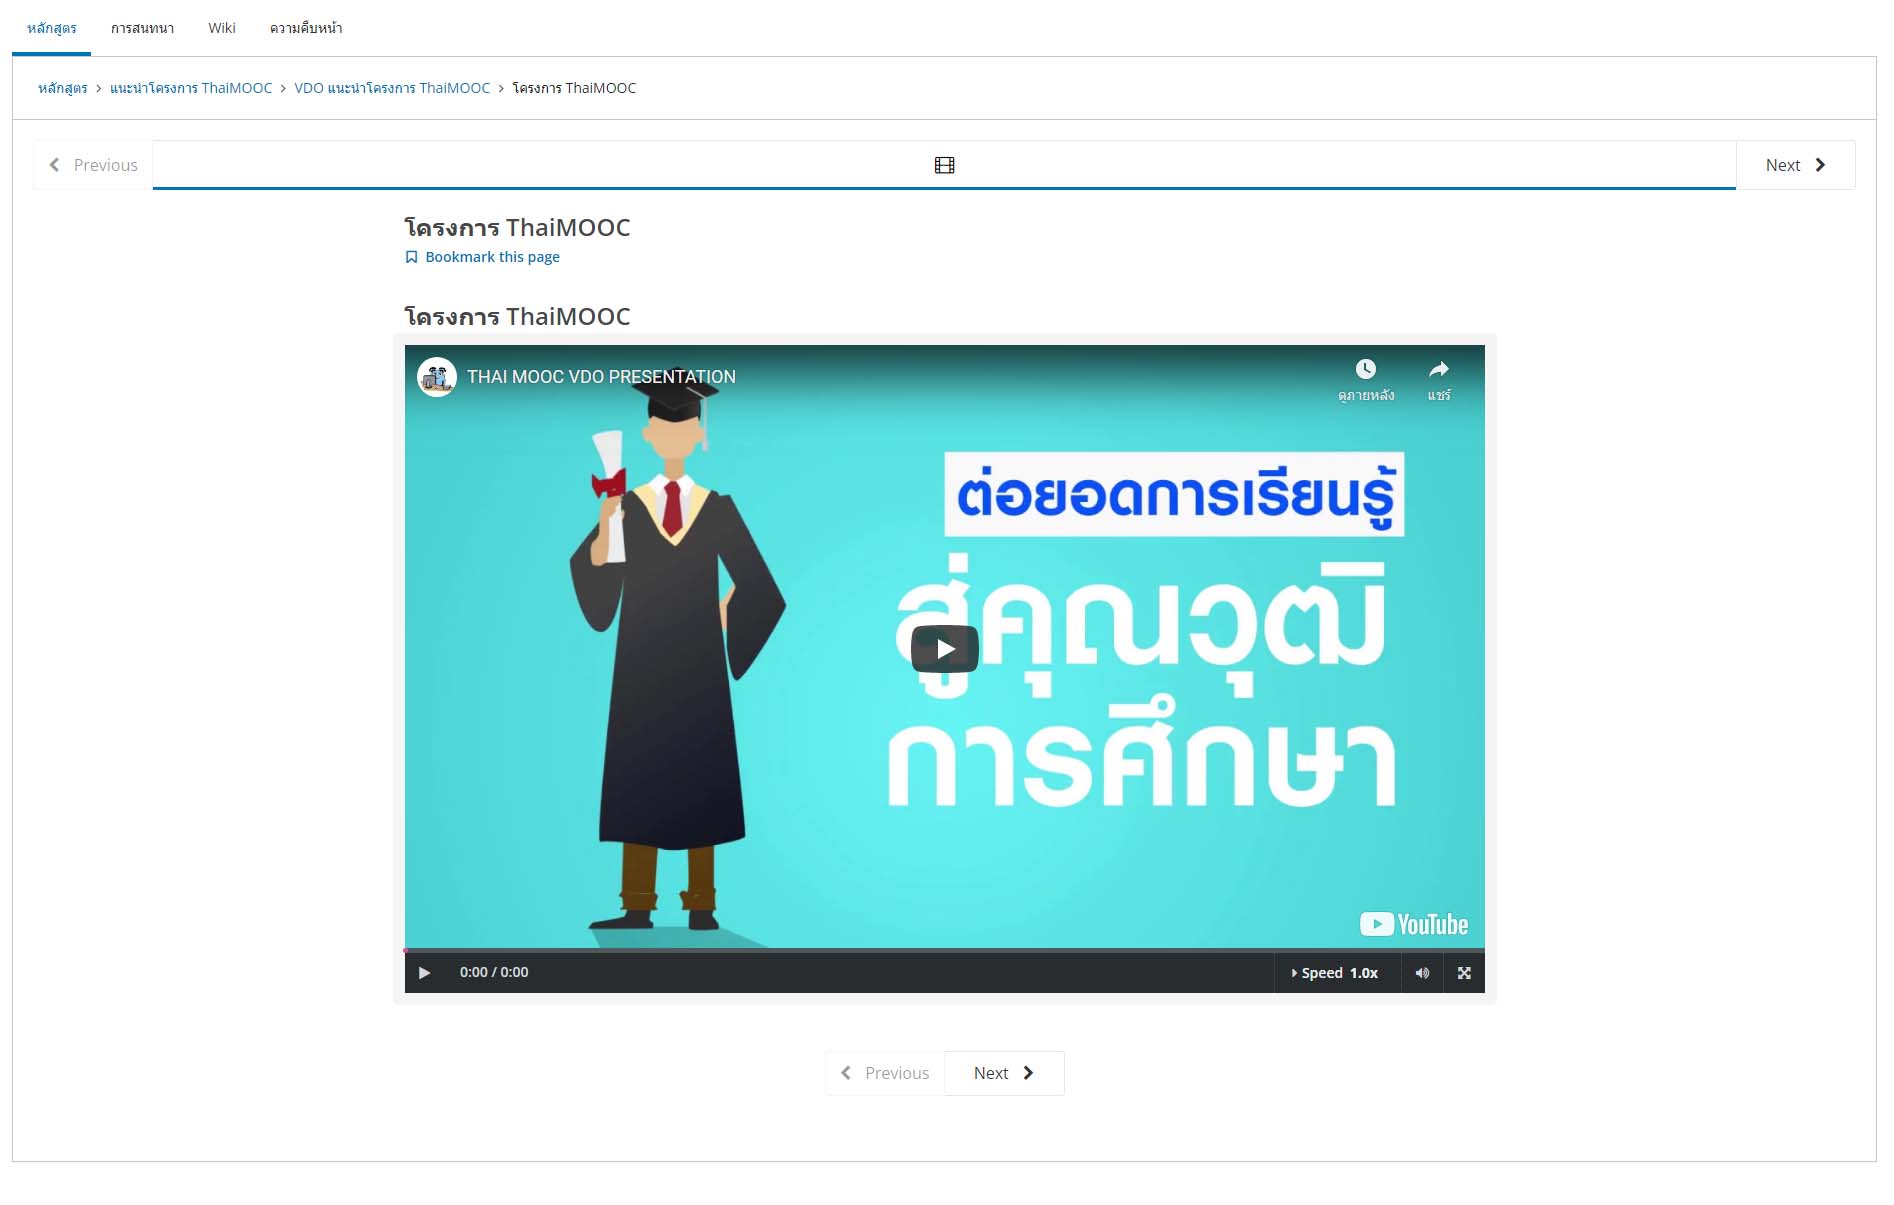 หลักสูตร การสนทนา Wiki ความคืบหน้า
หลักสูตร > แนะนำโครงการ ThaiMOOC > VDO แนะนำโครงการ ThaiMOOC > โครงการ ThaiMOOC
Previous Next
โครงการ ThaiMOOC
Bookmark this page
โครงการ ThaiMOOC
THAI MOOC VDO PRESENTATION
ดูภายหลัง แชร์
ต่อยอดการเรียนรู้
สู่คุณวุฒิ
การศึกษา
YouTube
0:00 / 0:00 Speed 1.0x
Previous Next